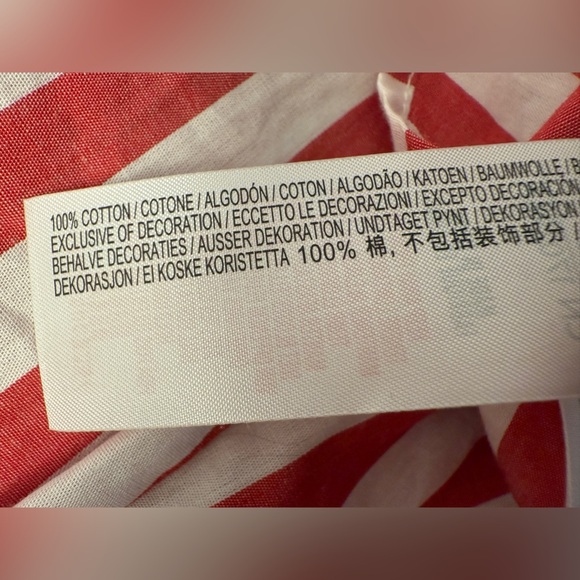 100% COTTON / COTONE / ALGODÓN / COTON / ALGODÃO / KATOEN / BAUMWOLLE /
EXCLUSIVE OF DECORATION / ECCETTO LE DECORAZIONI / EXCEPTO DECORACIÓN
BEHALVE DECORATIES / AUSSER DEKORATION / UNDTAGET PYNT / DEKORASYON
DEKORASJON / EI KOSKE KORISTETTA 100% 棉, 不包括装饰部分 /